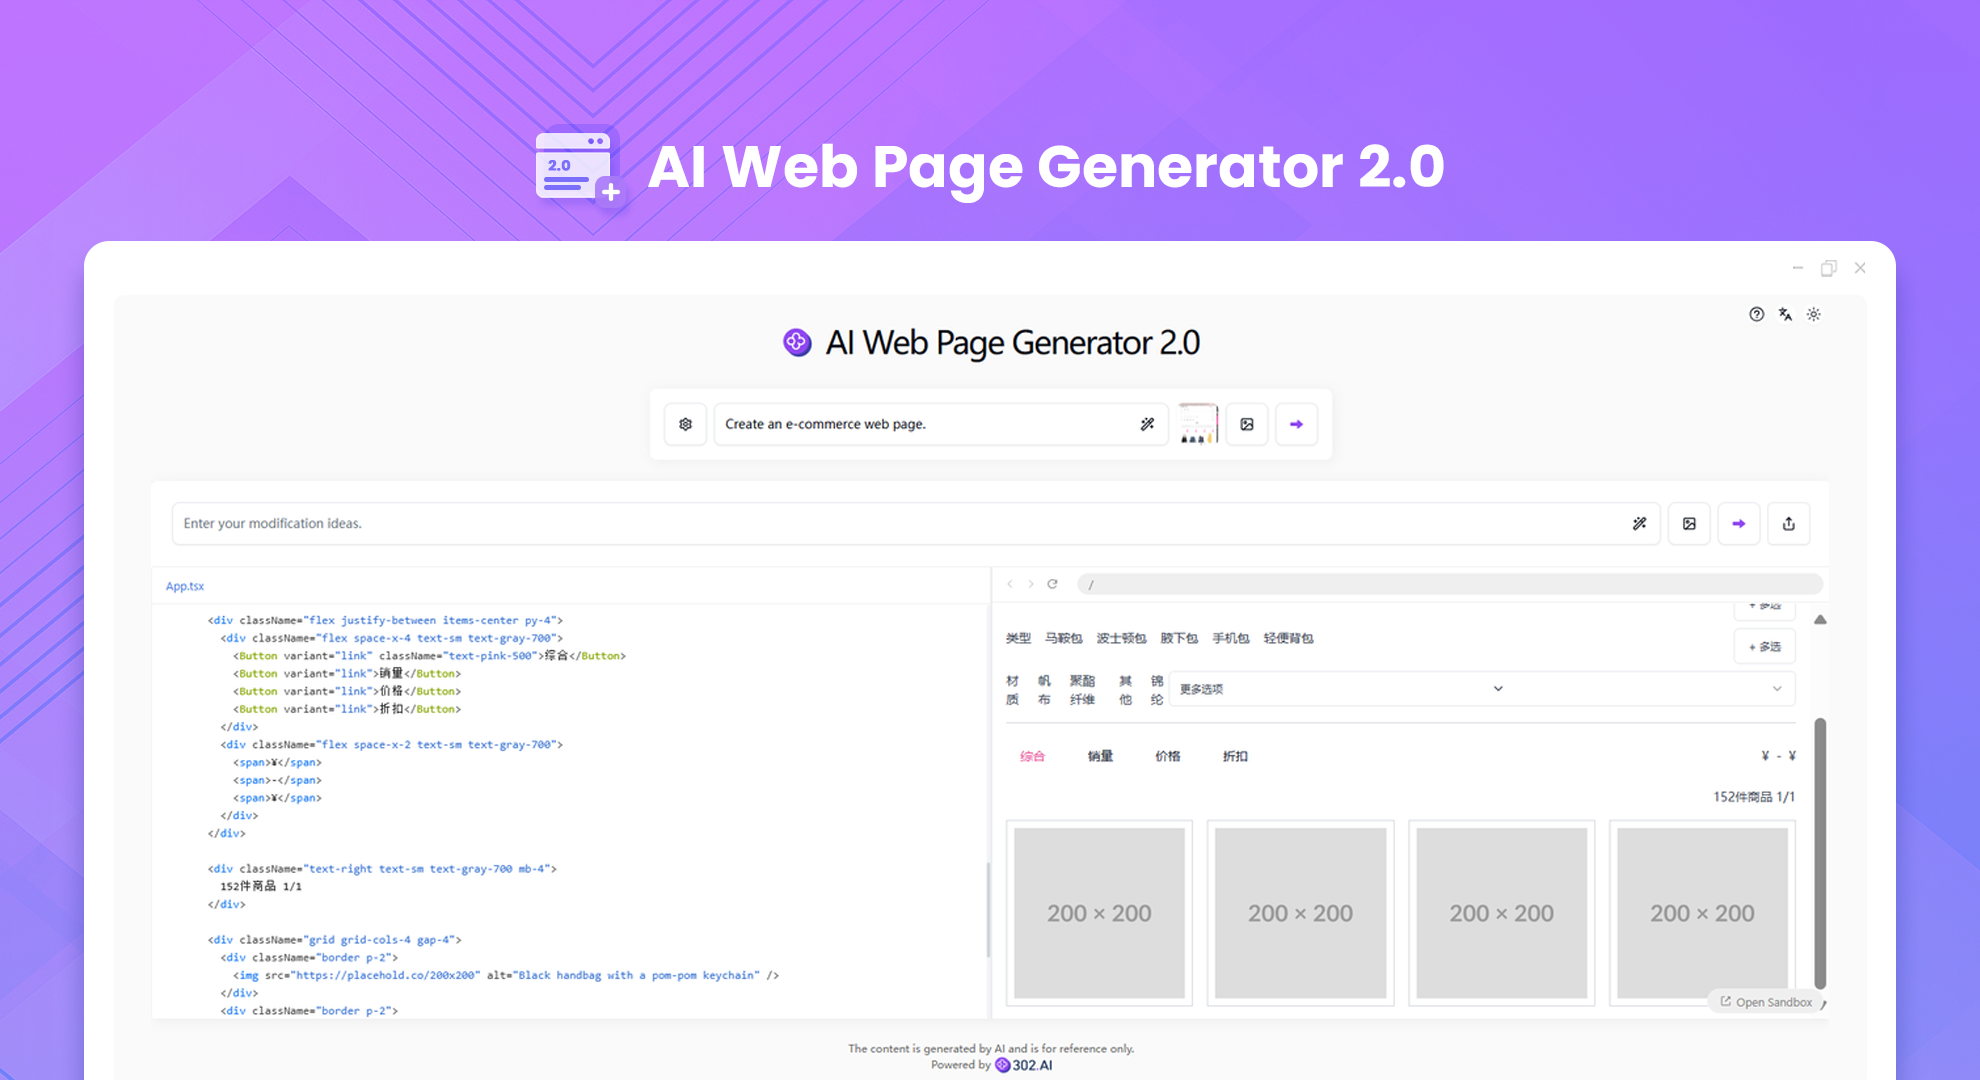 2.0
AI Web Page Generator 2.0
AI Web Page Generator 2.0
Create an e-commerce web page.
Enter your modification ideas.
App.tsx
<div className="flex justify-between items-center py-4">
<div className="flex space-x-4 text-sm text-gray-700">
<Button variant="link" className="text-pink-500">综合</Button>
<Button variant="link">销量</Button>
<Button variant="link">价格</Button>
<Button variant="link">折扣</Button>
</div>
<div className="flex space-x-2 text-sm text-gray-700">
<span>¥</span>
<span>-</span>
<span>¥</span>
</div>
</div>
<div className="text-right text-sm text-gray-700 mb-4">
152件商品 1/1
</div>
<div className="grid grid-cols-4 gap-4">
<div className="border p-2">
<img src="https://placehold.co/200x200" alt="Black handbag with a pom-pom keychain" />
</div>
<div className="border p-2">
/
+ 多选
类型 马鞍包 波士顿包 腋下包 手机包 轻便背包
+ 多选
材质 帆布 聚酯纤维 其他 锦纶 更多选项
综合 销量 价格 折扣 ¥ - ¥
152件商品 1/1
200 × 200 200 × 200 200 × 200 200 × 200
Open Sandbox
The content is generated by AI and is for reference only.
Powered by 302.AI